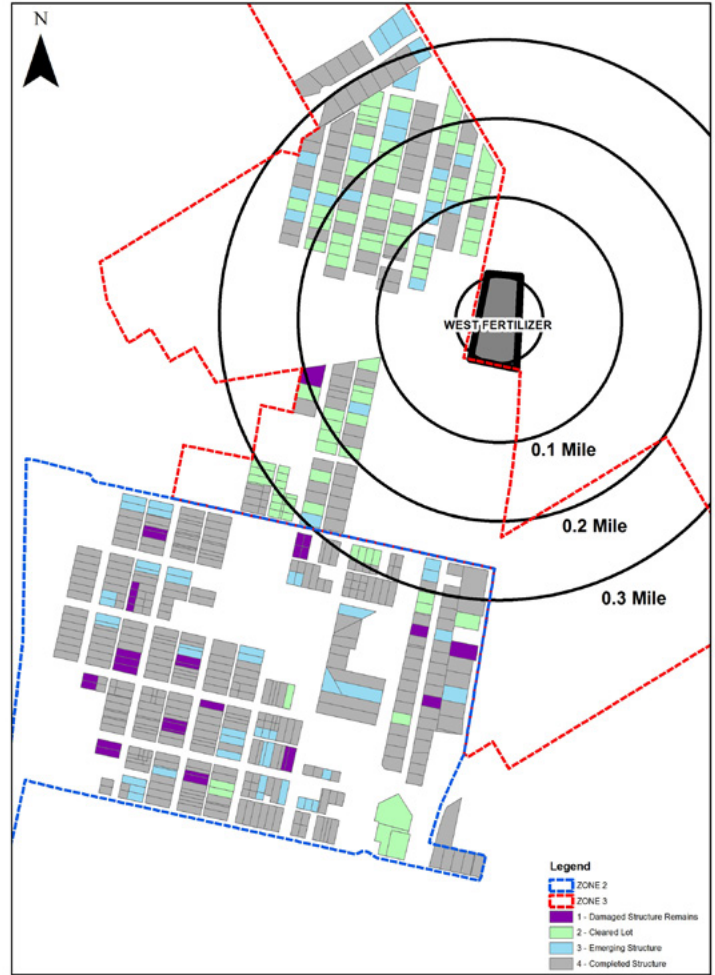 N
WEST FERTILIZER
0.1 Mile
0.2 Mile
0.3 Mile
Legend
ZONE 2
ZONE 3
1 - Damaged Structure Remains
2 - Cleared Lot
3 - Emerging Structure
4 - Completed Structure